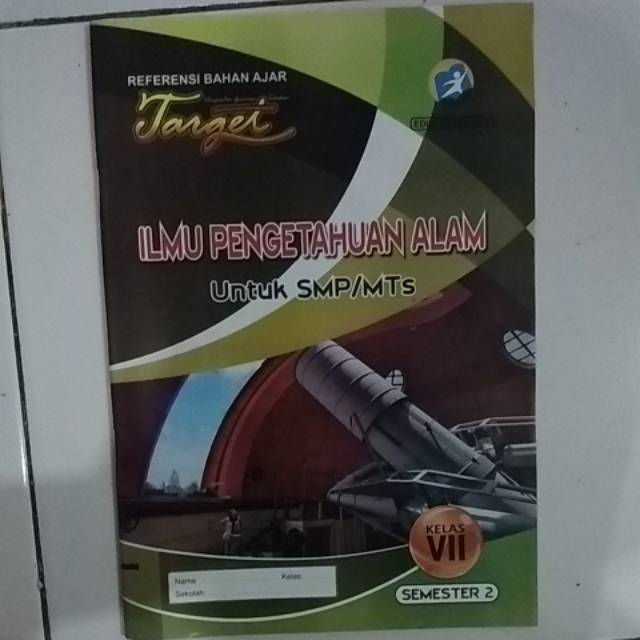 REFERENSI BAHAN AJAR
Target
ILMU PENGETAHUAN ALAM
Untuk SMP/MTs
KELAS
VII
Nama :
Kelas:
Sekolah:
SEMESTER 2